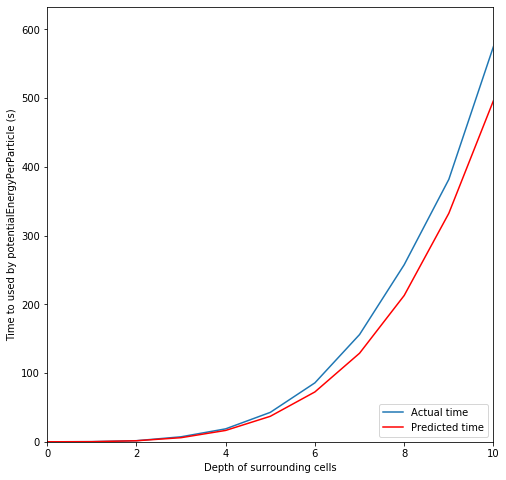 600
500
400
300
200
100
0
Time to used by potentialEnergyPerParticle (s)
0 2 4 6 8 10
Depth of surrounding cells
Actual time
Predicted time